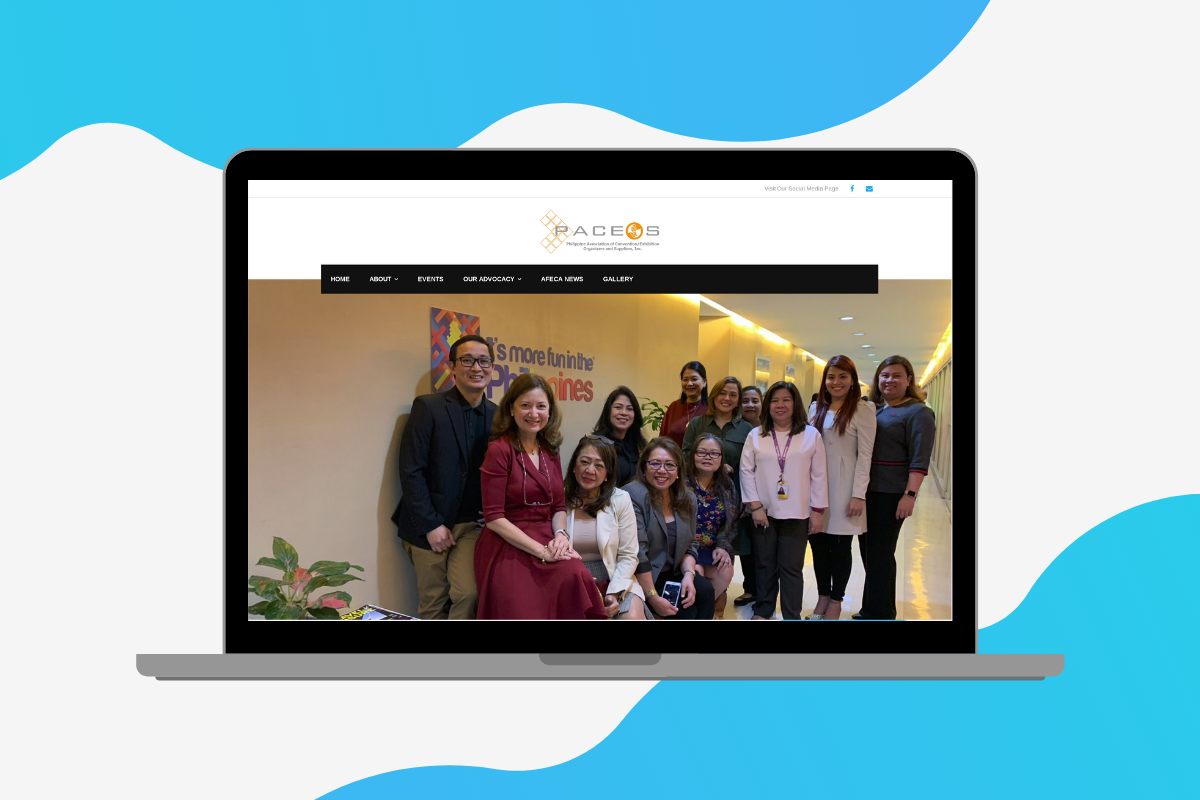 Visit Our Social Media Page
PACEOS
Philippine Association of Convention/Exhibition
Organizers and Suppliers, Inc.
HOME ABOUT EVENTS OUR ADVOCACY AFECA NEWS GALLERY
it's more fun in the
Philippines